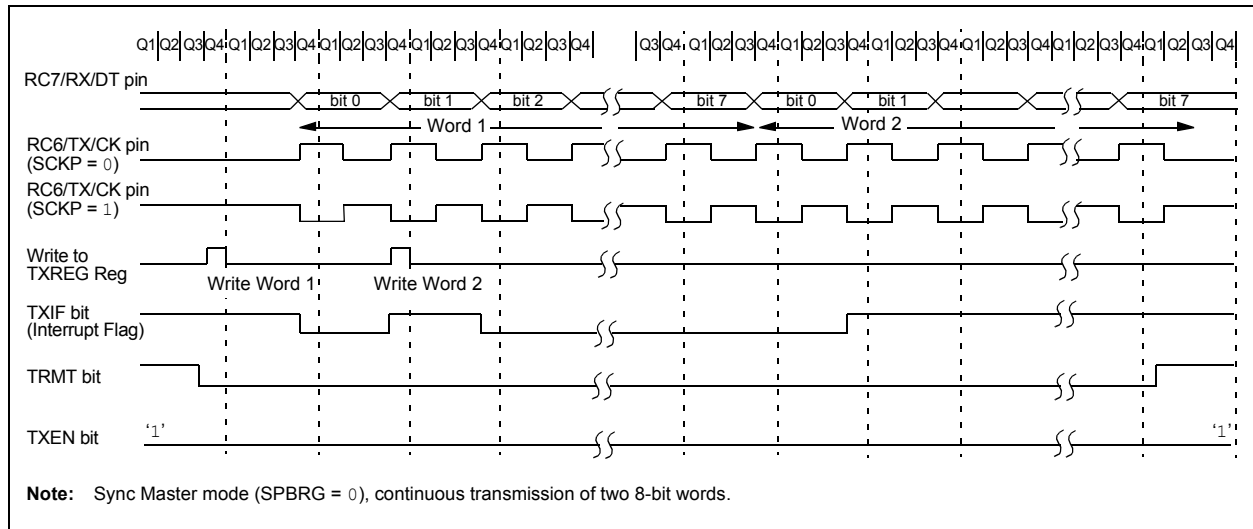 Q1 Q2 Q3 Q4 Q1 Q2 Q3 Q4 Q1 Q2 Q3 Q4 Q1 Q2 Q3 Q4 Q1 Q2 Q3 Q4 Q3 Q4 Q1 Q2 Q3 Q4 Q1 Q2 Q3 Q4 Q1 Q2 Q3 Q4 Q1 Q2 Q3 Q4 Q1 Q2 Q3 Q4 Q1 Q2 Q3 Q4
RC7/RX/DT pin
bit 0 bit 1 bit 2 bit 7 bit 0 bit 1 bit 7
Word 1 Word 2
RC6/TX/CK pin
(SCKP = 0)
RC6/TX/CK pin
(SCKP = 1)
Write to
TXREG Reg
Write Word 1 Write Word 2
TXIF bit
(Interrupt Flag)
TRMT bit
TXEN bit
‘1’ ‘1’
Note: Sync Master mode (SPBRG = 0), continuous transmission of two 8-bit words.